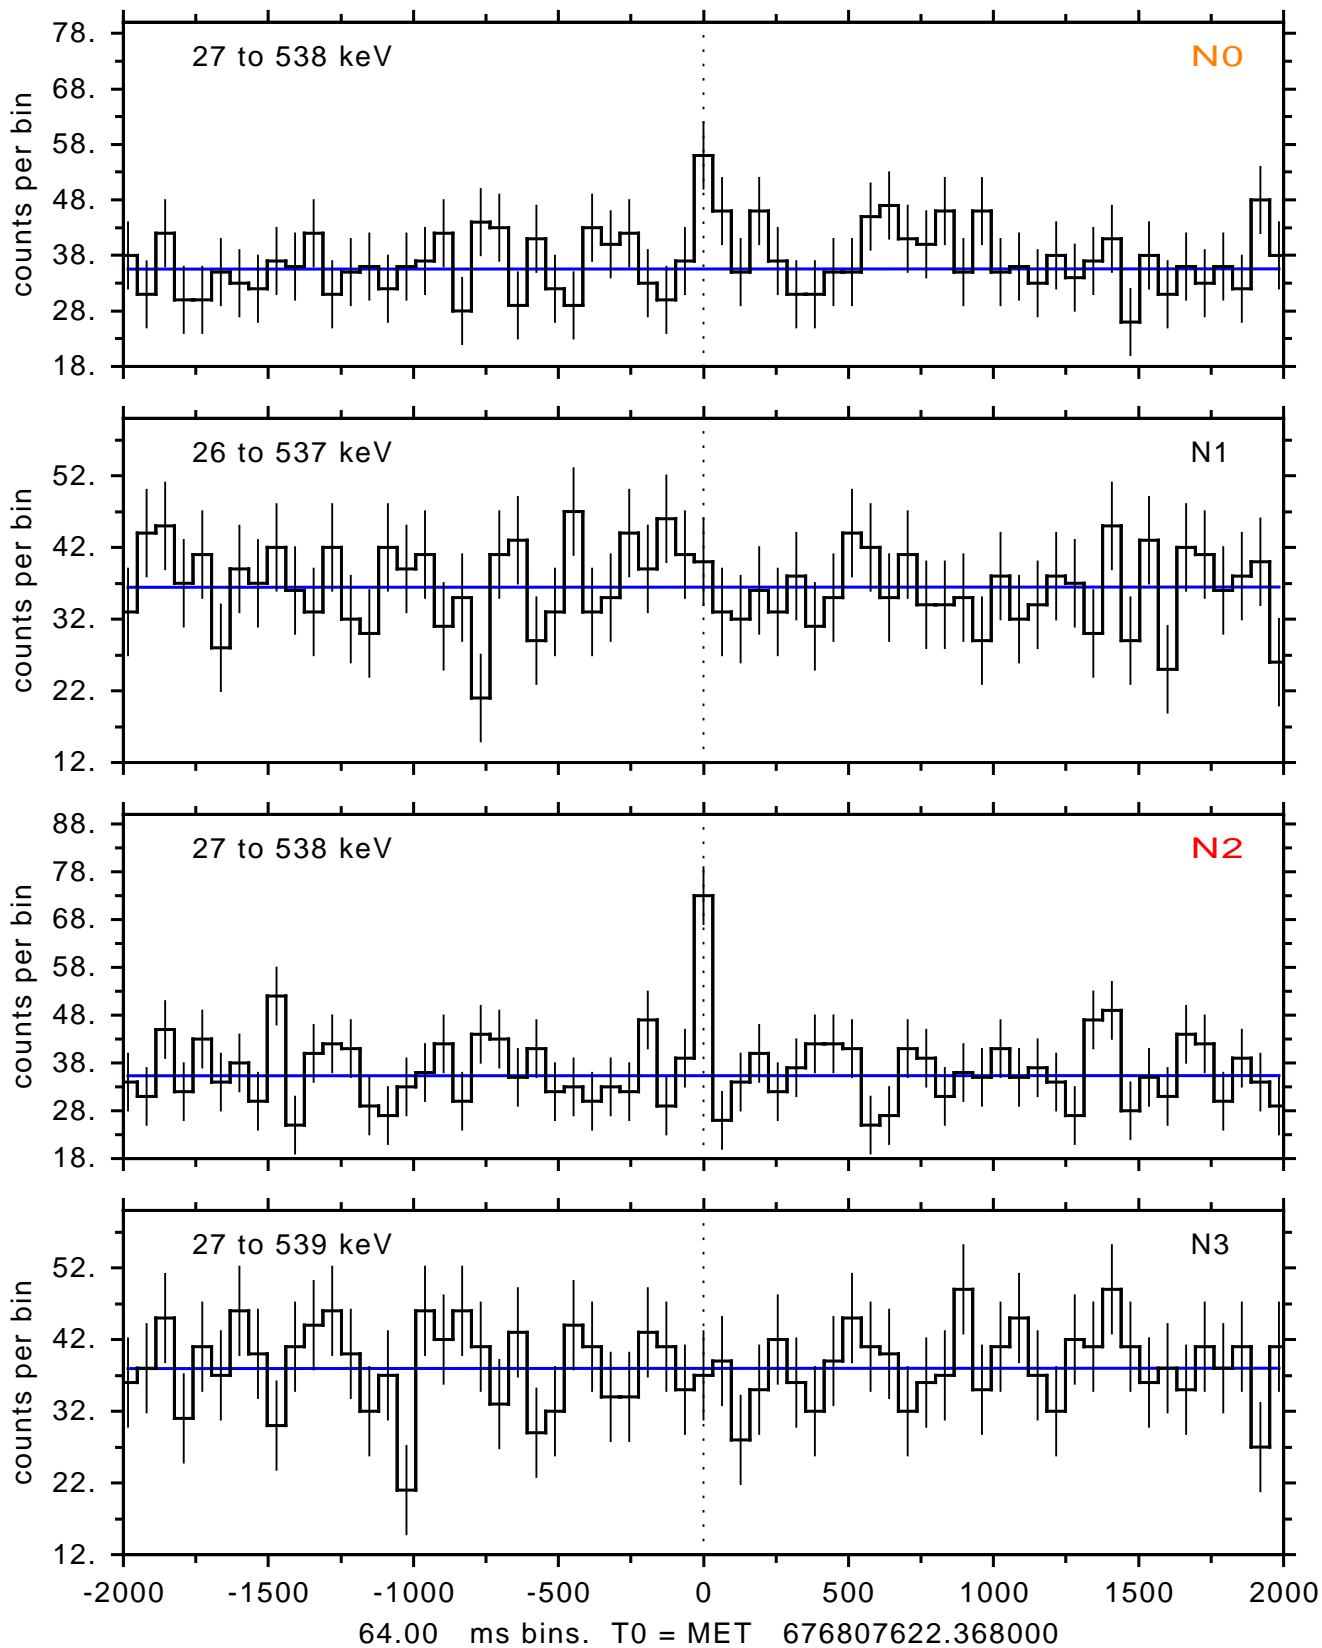 78.
68.
58.
48.
38.
28.
18.
counts per bin
27 to 538 keV
N0
52.
42.
32.
22.
12.
counts per bin
26 to 537 keV
N1
88.
78.
68.
58.
48.
38.
28.
18.
counts per bin
27 to 538 keV
N2
52.
42.
32.
22.
12.
counts per bin
27 to 539 keV
N3
-2000 -1500 -1000 -500 0 500 1000 1500 2000
64.00 ms bins. T0 = MET 676807622.368000